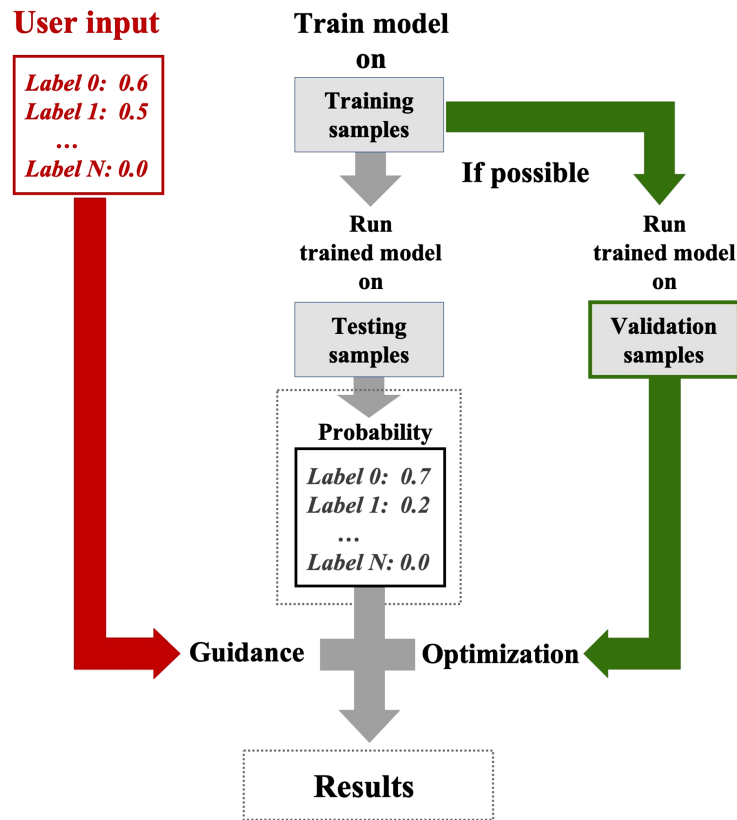 User input
Label 0: 0.6
Label 1: 0.5
...
Label N: 0.0
Train model
on
Training
samples
If possible
Run
trained model
on
Testing
samples
Run
trained model
on
Validation
samples
Probability
Label 0: 0.7
Label 1: 0.2
...
Label N: 0.0
Guidance
Optimization
Results